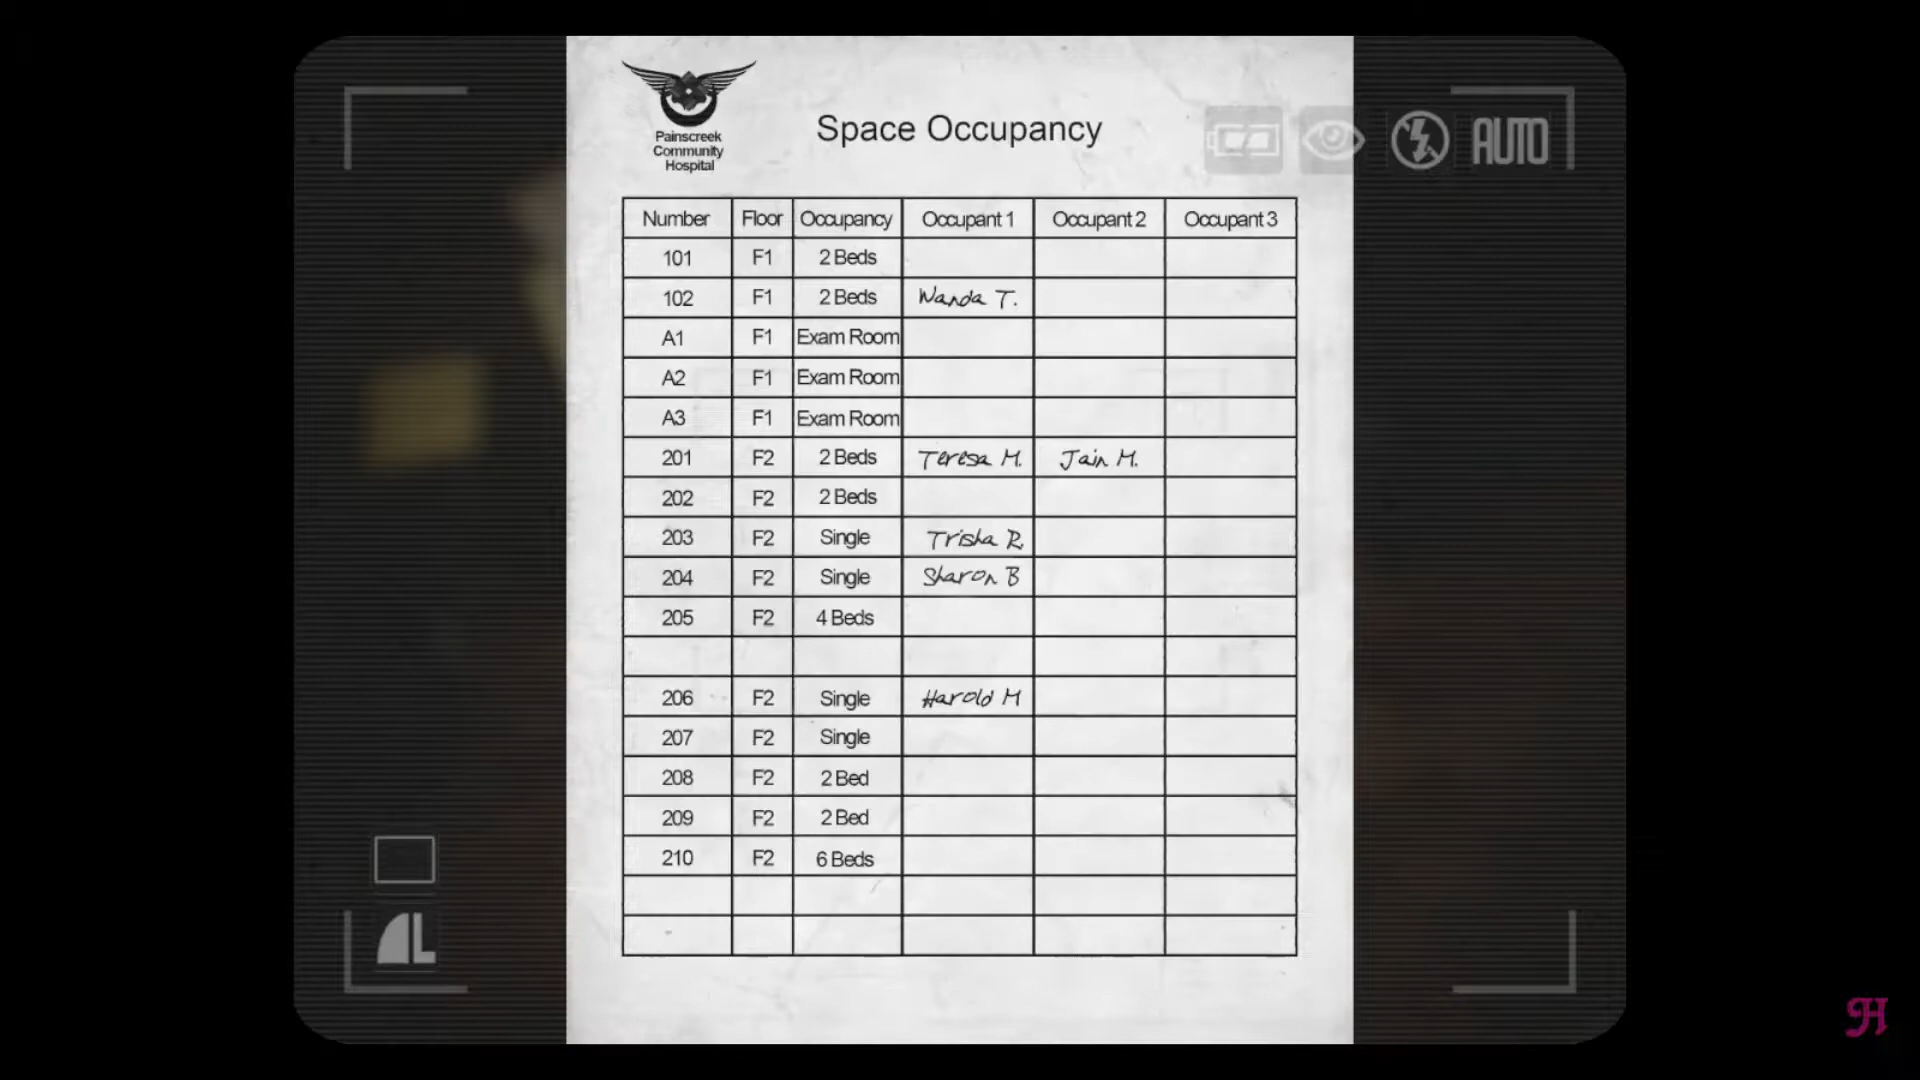 Painscreek
Community
Hospital
Space Occupancy
AUTO
Number Floor Occupancy Occupant 1 Occupant 2 Occupant 3
101 F1 2 Beds
102 F1 2 Beds Wanda T.
A1 F1 Exam Room
A2 F1 Exam Room
A3 F1 Exam Room
201 F2 2 Beds Teresa M. Jain M.
202 F2 2 Beds
203 F2 Single Trisha R.
204 F2 Single Sharon B
205 F2 4 Beds
206 F2 Single Harold M
207 F2 Single
208 F2 2 Bed
209 F2 2 Bed
210 F2 6 Beds
L
H